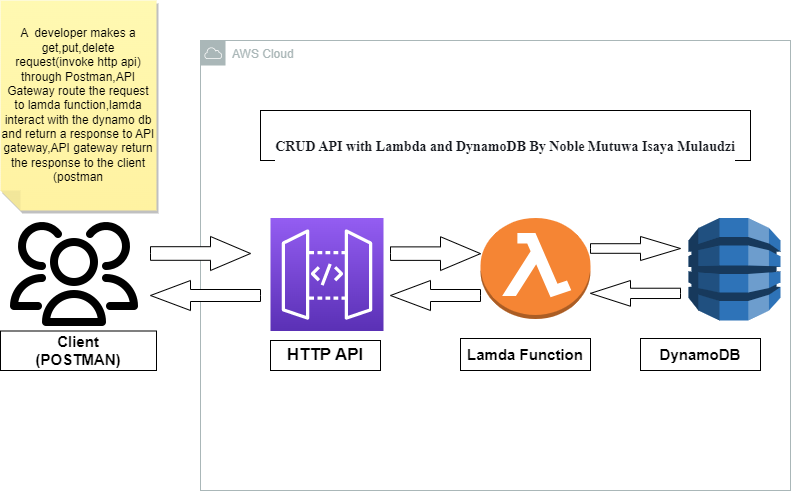 A developer makes a
get,put,delete
request(invoke http api)
through Postman,API
Gateway route the request
to lamda function,lamda
interact with the dynamo db
and return a response to API
gateway,API gateway return
the response to the client
(postman
AWS Cloud
CRUD API with Lambda and DynamoDB By Noble Mutuwa Isaya Mulaudzi
</>
λ
Client
(POSTMAN)
HTTP API
Lamda Function
DynamoDB